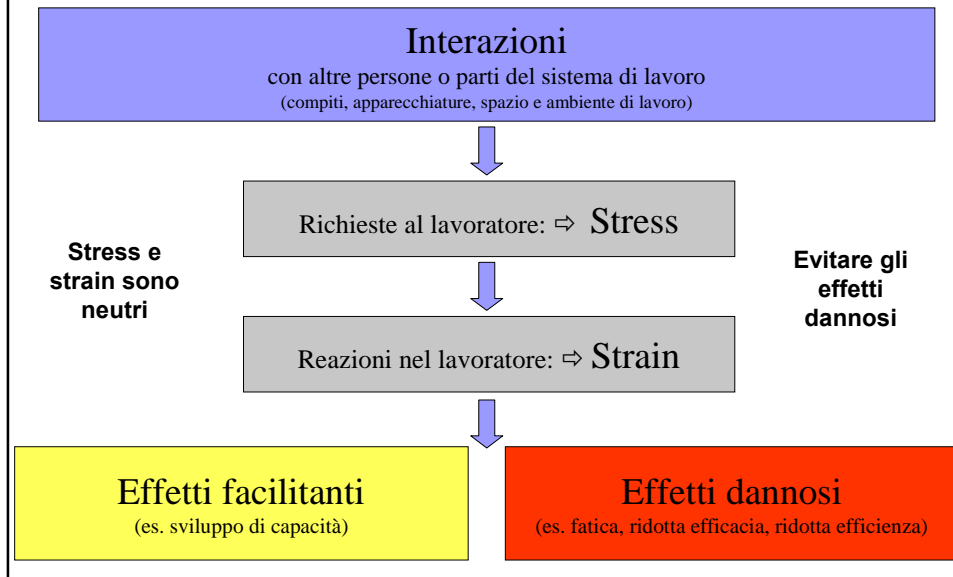 Interazioni
con altre persone o parti del sistema di lavoro
(compiti, apparecchiature, spazio e ambiente di lavoro)
Richieste al lavoratore: ⇨ Stress
Stress e
strain sono
neutri
Evitare gli
effetti
dannosi
Reazioni nel lavoratore: ⇨ Strain
Effetti facilitanti
(es. sviluppo di capacità)
Effetti dannosi
(es. fatica, ridotta efficacia, ridotta efficienza)